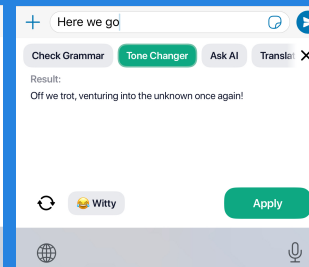 Here we go
Check Grammar Tone Changer Ask AI Translat
Result:
Off we trot, venturing into the unknown once again!
😂 Witty Apply